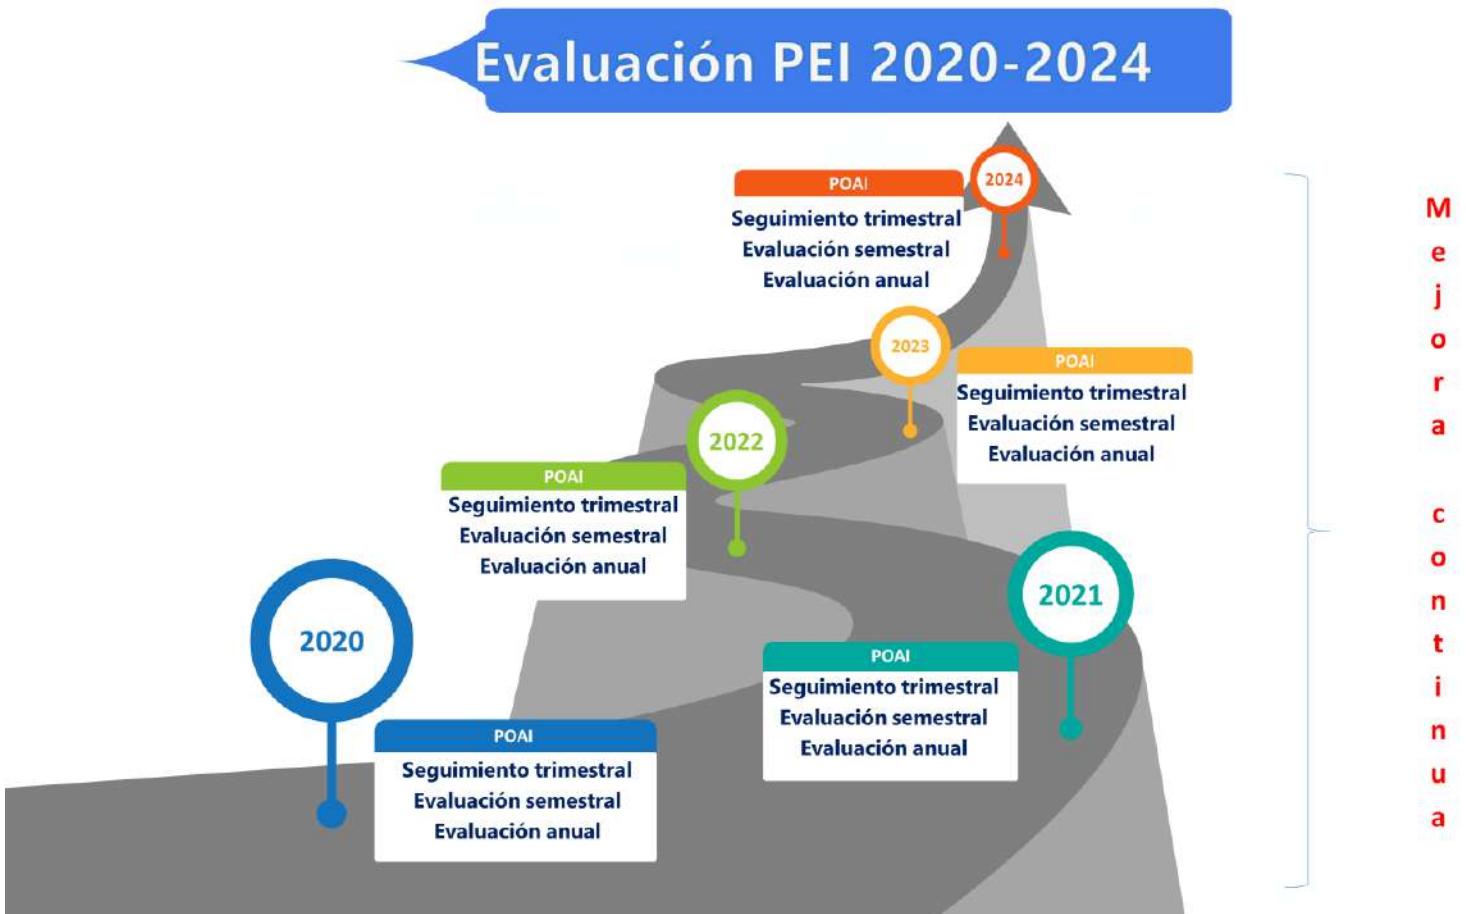 Evaluación PEI 2020-2024
2024
POAI
Seguimiento trimestral
Evaluación semestral
Evaluación anual
2023
POAI
Seguimiento trimestral
Evaluación semestral
Evaluación anual
2022
POAI
Seguimiento trimestral
Evaluación semestral
Evaluación anual
2021
POAI
Seguimiento trimestral
Evaluación semestral
Evaluación anual
2020
POAI
Seguimiento trimestral
Evaluación semestral
Evaluación anual
Mejora continua